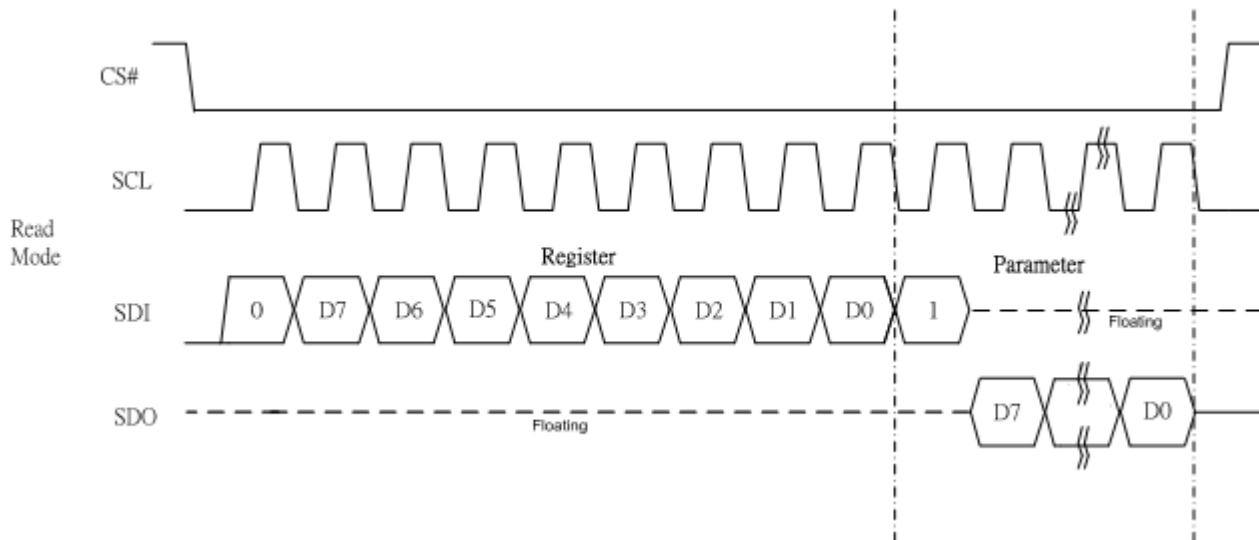 CS#
SCL
Read
Mode
Register
Parameter
SDI
0 D7 D6 D5 D4 D3 D2 D1 D0 1
Floating
SDO
Floating
D7 D0